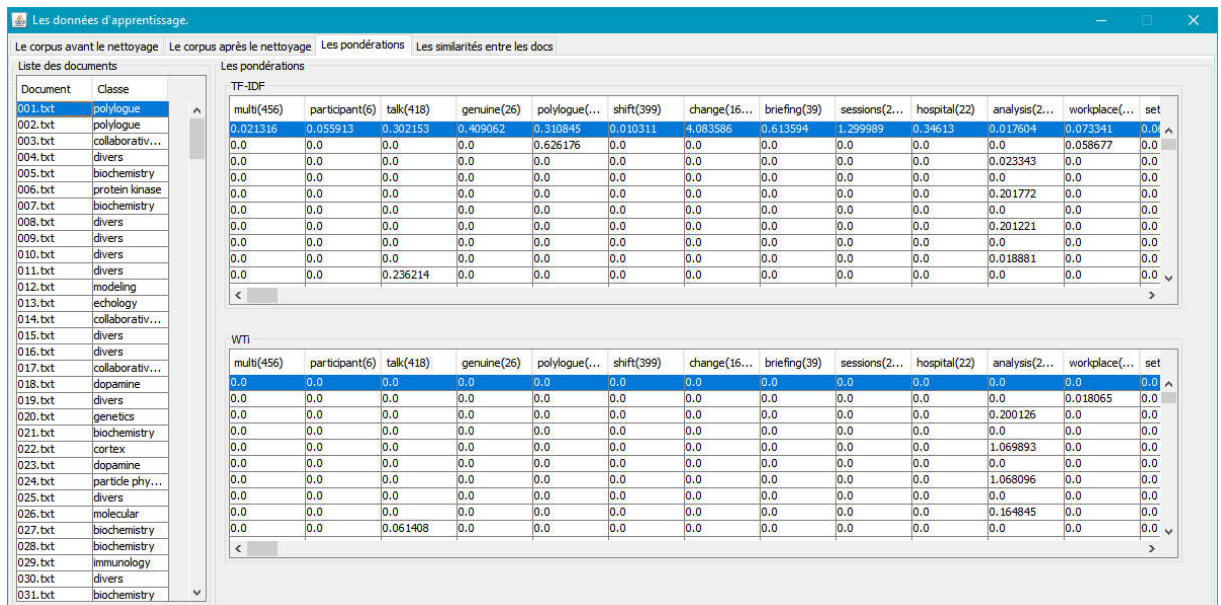 Les données d'apprentissage.
Le corpus avant le nettoyage Le corpus après le nettoyage Les pondérations Les similarités entre les docs
Liste des documents
Document Classe
001.txt polylogue
002.txt polylogue
003.txt collaborativ...
004.txt divers
005.txt biochemistry
006.txt protein kinase
007.txt biochemistry
008.txt divers
009.txt divers
010.txt divers
011.txt divers
012.txt modeling
013.txt echology
014.txt collaborativ...
015.txt divers
016.txt divers
017.txt collaborativ...
018.txt dopamine
019.txt divers
020.txt genetics
021.txt biochemistry
022.txt cortex
023.txt dopamine
024.txt particle phy...
025.txt divers
026.txt molecular
027.txt biochemistry
028.txt biochemistry
029.txt immunology
030.txt divers
031.txt biochemistry
Les pondérations
TF-IDF
multi(456) participant(6) talk(418) genuine(26) polylogue(... shift(399) change(16... briefing(39) sessions(2... hospital(22) analysis(2... workplace(... set
0.021316 0.055913 0.302153 0.409062 0.310845 0.010311 4.083586 0.613594 1.299989 0.34613 0.017604 0.073341 0.0
0.0 0.0 0.0 0.0 0.626176 0.0 0.0 0.0 0.0 0.0 0.0 0.058677 0.0
0.0 0.0 0.0 0.0 0.0 0.0 0.0 0.0 0.0 0.0 0.023343 0.0 0.0
0.0 0.0 0.0 0.0 0.0 0.0 0.0 0.0 0.0 0.0 0.0 0.0 0.0
0.0 0.0 0.0 0.0 0.0 0.0 0.0 0.0 0.0 0.0 0.201772 0.0 0.0
0.0 0.0 0.0 0.0 0.0 0.0 0.0 0.0 0.0 0.0 0.0 0.0 0.0
0.0 0.0 0.0 0.0 0.0 0.0 0.0 0.0 0.0 0.0 0.201221 0.0 0.0
0.0 0.0 0.0 0.0 0.0 0.0 0.0 0.0 0.0 0.0 0.0 0.0 0.0
0.0 0.0 0.0 0.0 0.0 0.0 0.0 0.0 0.0 0.0 0.018881 0.0 0.0
0.0 0.0 0.236214 0.0 0.0 0.0 0.0 0.0 0.0 0.0 0.0 0.0 0.0
WTi
multi(456) participant(6) talk(418) genuine(26) polylogue(... shift(399) change(16... briefing(39) sessions(2... hospital(22) analysis(2... workplace(... set
0.0 0.0 0.0 0.0 0.0 0.0 0.0 0.0 0.0 0.0 0.0 0.0 0.0
0.0 0.0 0.0 0.0 0.0 0.0 0.0 0.0 0.0 0.0 0.0 0.018065 0.0
0.0 0.0 0.0 0.0 0.0 0.0 0.0 0.0 0.0 0.0 0.200126 0.0 0.0
0.0 0.0 0.0 0.0 0.0 0.0 0.0 0.0 0.0 0.0 0.0 0.0 0.0
0.0 0.0 0.0 0.0 0.0 0.0 0.0 0.0 0.0 0.0 1.069893 0.0 0.0
0.0 0.0 0.0 0.0 0.0 0.0 0.0 0.0 0.0 0.0 0.0 0.0 0.0
0.0 0.0 0.0 0.0 0.0 0.0 0.0 0.0 0.0 0.0 1.068096 0.0 0.0
0.0 0.0 0.0 0.0 0.0 0.0 0.0 0.0 0.0 0.0 0.0 0.0 0.0
0.0 0.0 0.0 0.0 0.0 0.0 0.0 0.0 0.0 0.0 0.164845 0.0 0.0
0.0 0.0 0.061408 0.0 0.0 0.0 0.0 0.0 0.0 0.0 0.0 0.0 0.0